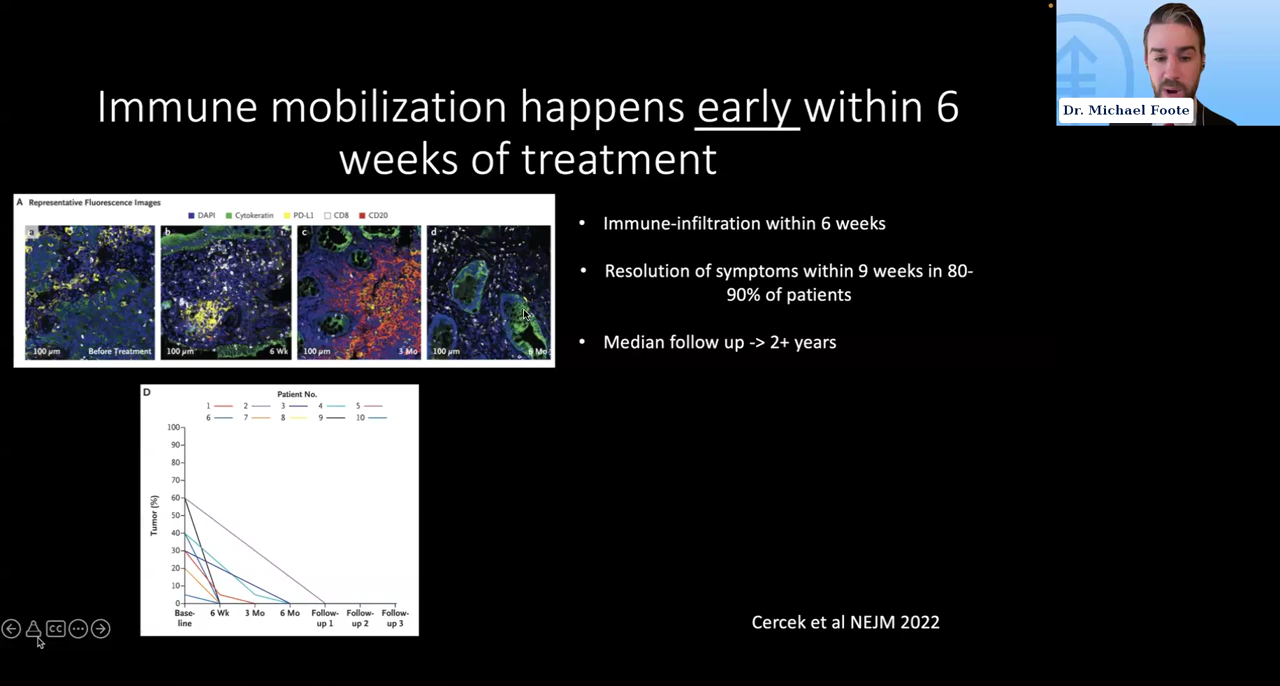 Dr. Michael Foote
Immune mobilization happens early within 6
weeks of treatment
A Representative Fluorescence Images
DAPI Cytokeratin PD-L1 CD8 CD20
a b c d
100 μm Before Treatment 100 μm 6 Wk 100 μm 3 Mo 100 μm 6 Mo
• Immune-infiltration within 6 weeks
• Resolution of symptoms within 9 weeks in 80-
90% of patients
• Median follow up -> 2+ years
D
Patient No.
1 2 3 4 5
6 7 8 9 10
Tumor (%)
100
90
80
70
60
50
40
30
20
10
0
Base-
line
6 Wk
3 Mo
6 Mo
Follow-
up 1
Follow-
up 2
Follow-
up 3
Cercek et al NEJM 2022
CC